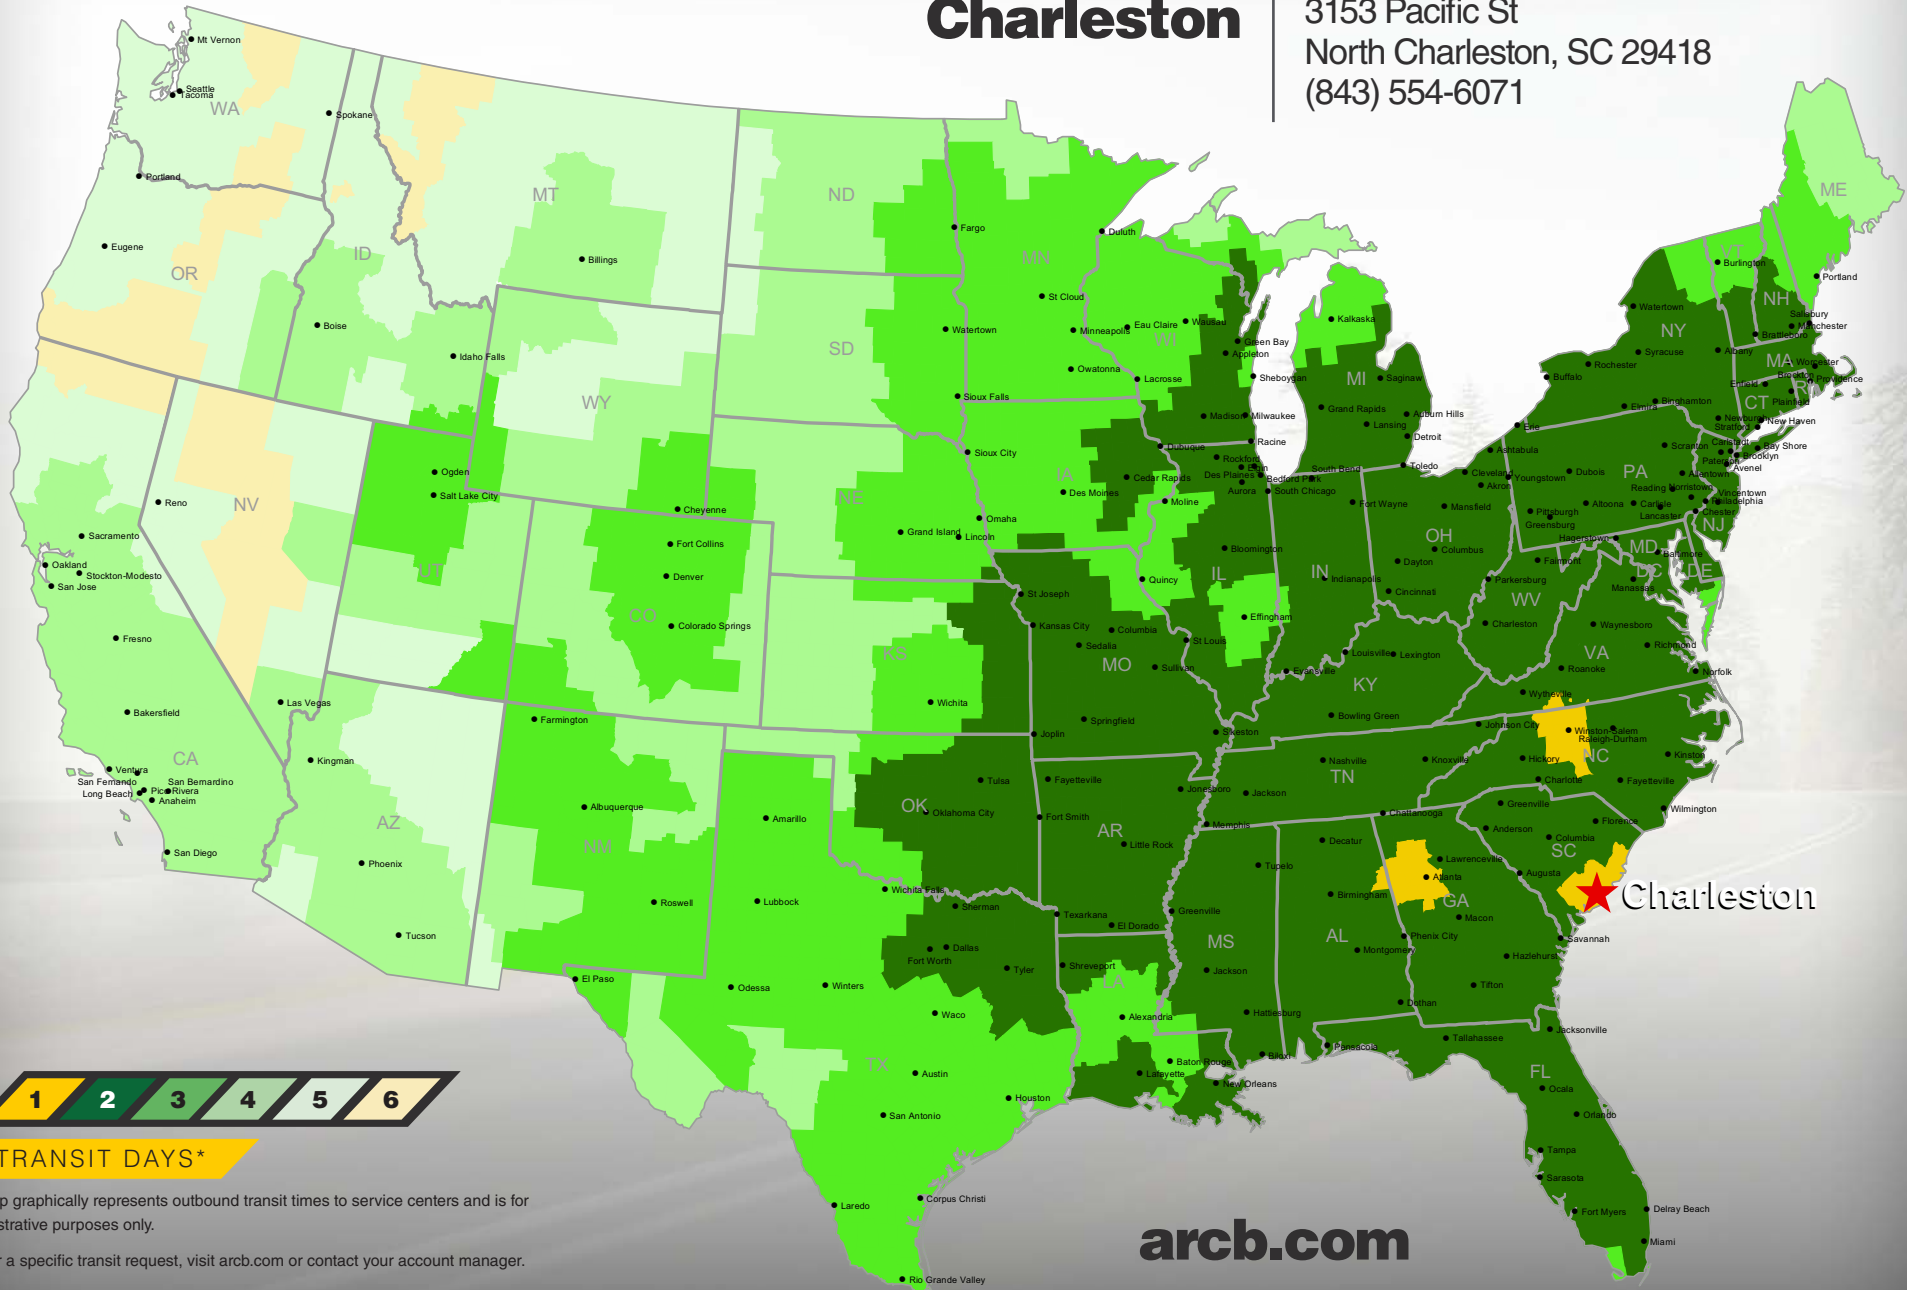 Charleston
3153 Pacific St
North Charleston, SC 29418
(843) 554-6071
Mt Vernon
Seattle
Tacoma
WA
Spokane
Portland
Eugene
OR
ID
Boise
Idaho Falls
MT
Billings
ND
Fargo
MN
Duluth
St Cloud
Minneapolis
Eau Claire
Wausau
WI
Green Bay
Appleton
Sheboygan
Owatonna
Lacrosse
Watertown
SD
Sioux Falls
WY
Cheyenne
Kalkaska
MI
Saginaw
Grand Rapids
Auburn Hills
Lansing
Detroit
Madison
Milwaukee
Racine
Dubuque
Rockford
Elgin
Des Plaines
Bedford Park
Aurora
South Chicago
South Bend
Toledo
ME
VT
Burlington
Portland
NH
Watertown
Salisbury
Manchester
Brattleboro
NY
Syracuse
Albany
MA
Worcester
Rochester
Brockton
Providence
Buffalo
Enfield
RI
Plainfield
CT
Binghamton
Elmira
Newburgh
New Haven
Stratford
Erie
Ashtabula
Scranton
Carlstadt
Bay Shore
Brooklyn
Paterson
Avenel
Allentown
Cleveland
Youngstown
Akron
Dubois
PA
Reading
Norristown
Vincentown
Philadelphia
Altoona
Carlisle
Lancaster
Chester
Pittsburgh
Greensburg
NJ
Hagerstown
MD
Baltimore
DC
DE
Manassas
Fairmont
Parkersburg
WV
Charleston
Waynesboro
VA
Richmond
Roanoke
Norfolk
Wytheville
Fort Wayne
Mansfield
OH
Columbus
Dayton
Cincinnati
IN
Indianapolis
Evansville
Louisville
Lexington
KY
Bowling Green
IL
Bloomington
Effingham
Quincy
Moline
IA
Cedar Rapids
Des Moines
Sioux City
Omaha
NE
Grand Island
Lincoln
Reno
NV
Ogden
Salt Lake City
UT
Fort Collins
Denver
CO
Colorado Springs
KS
Wichita
St Joseph
Kansas City
Columbia
Sedalia
St Louis
MO
Sullivan
Springfield
Joplin
Sikeston
Sacramento
Oakland
Stockton-Modesto
San Jose
Fresno
Bakersfield
Las Vegas
CA
Ventura
San Fernando
San Bernardino
Long Beach
Pico Rivera
Anaheim
San Diego
Kingman
AZ
Phoenix
Tucson
Farmington
Albuquerque
NM
Roswell
El Paso
Amarillo
Lubbock
Odessa
Winters
OK
Tulsa
Oklahoma City
Wichita Falls
Sherman
Dallas
Fort Worth
Tyler
Waco
TX
Austin
San Antonio
Houston
Corpus Christi
Laredo
Rio Grande Valley
Fayetteville
Fort Smith
AR
Little Rock
Jonesboro
Texarkana
El Dorado
Shreveport
LA
Alexandria
Baton Rouge
Lafayette
New Orleans
Greenville
MS
Jackson
Hattiesburg
Biloxi
Tupelo
Memphis
Jackson
TN
Nashville
Knoxville
Johnson City
Chattanooga
Decatur
Birmingham
AL
Montgomery
Dothan
Phenix City
Lawrenceville
Atlanta
GA
Macon
Augusta
Savannah
Hazlehurst
Tifton
Winston-Salem
Raleigh-Durham
NC
Hickory
Kinston
Charlotte
Fayetteville
Wilmington
Greenville
Anderson
Florence
Columbia
SC
Charleston
Pensacola
Tallahassee
Jacksonville
FL
Ocala
Orlando
Tampa
Sarasota
Fort Myers
Delray Beach
Miami
1 2 3 4 5 6
TRANSIT DAYS*
p graphically represents outbound transit times to service centers and is for
strative purposes only.
r a specific transit request, visit arcb.com or contact your account manager.
arcb.com